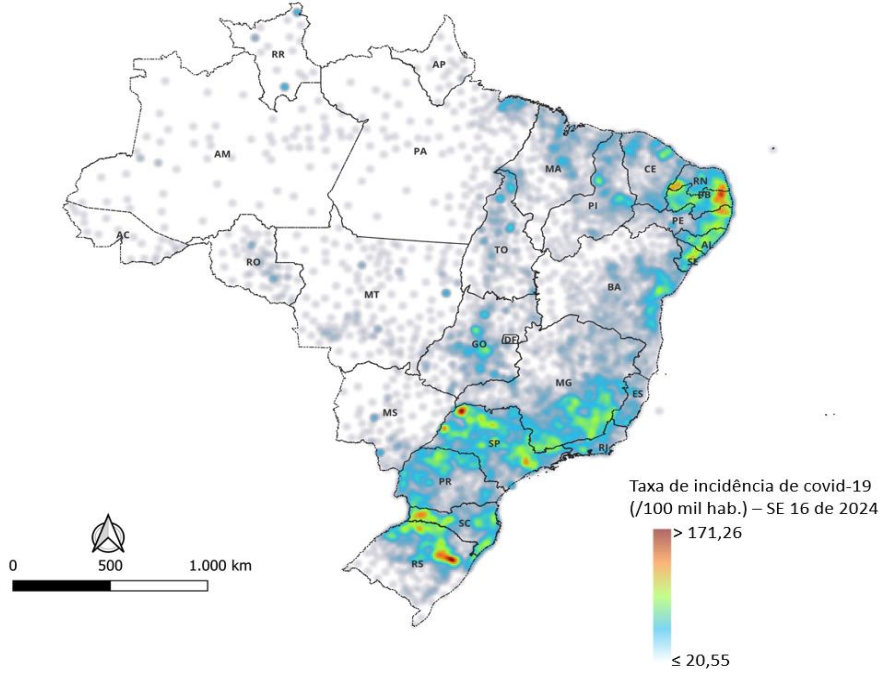 RR
AP
AM
PA
MA
CE
RN
PB
PI
PE
AC
AL
TO
SE
RO
BA
MT
GO
DF
MG
ES
MS
SP
RJ
PR
SC
RS
Taxa de incidência de covid-19
(/100 mil hab.) – SE 16 de 2024
> 171,26
≤ 20,55
0 500 1.000 km